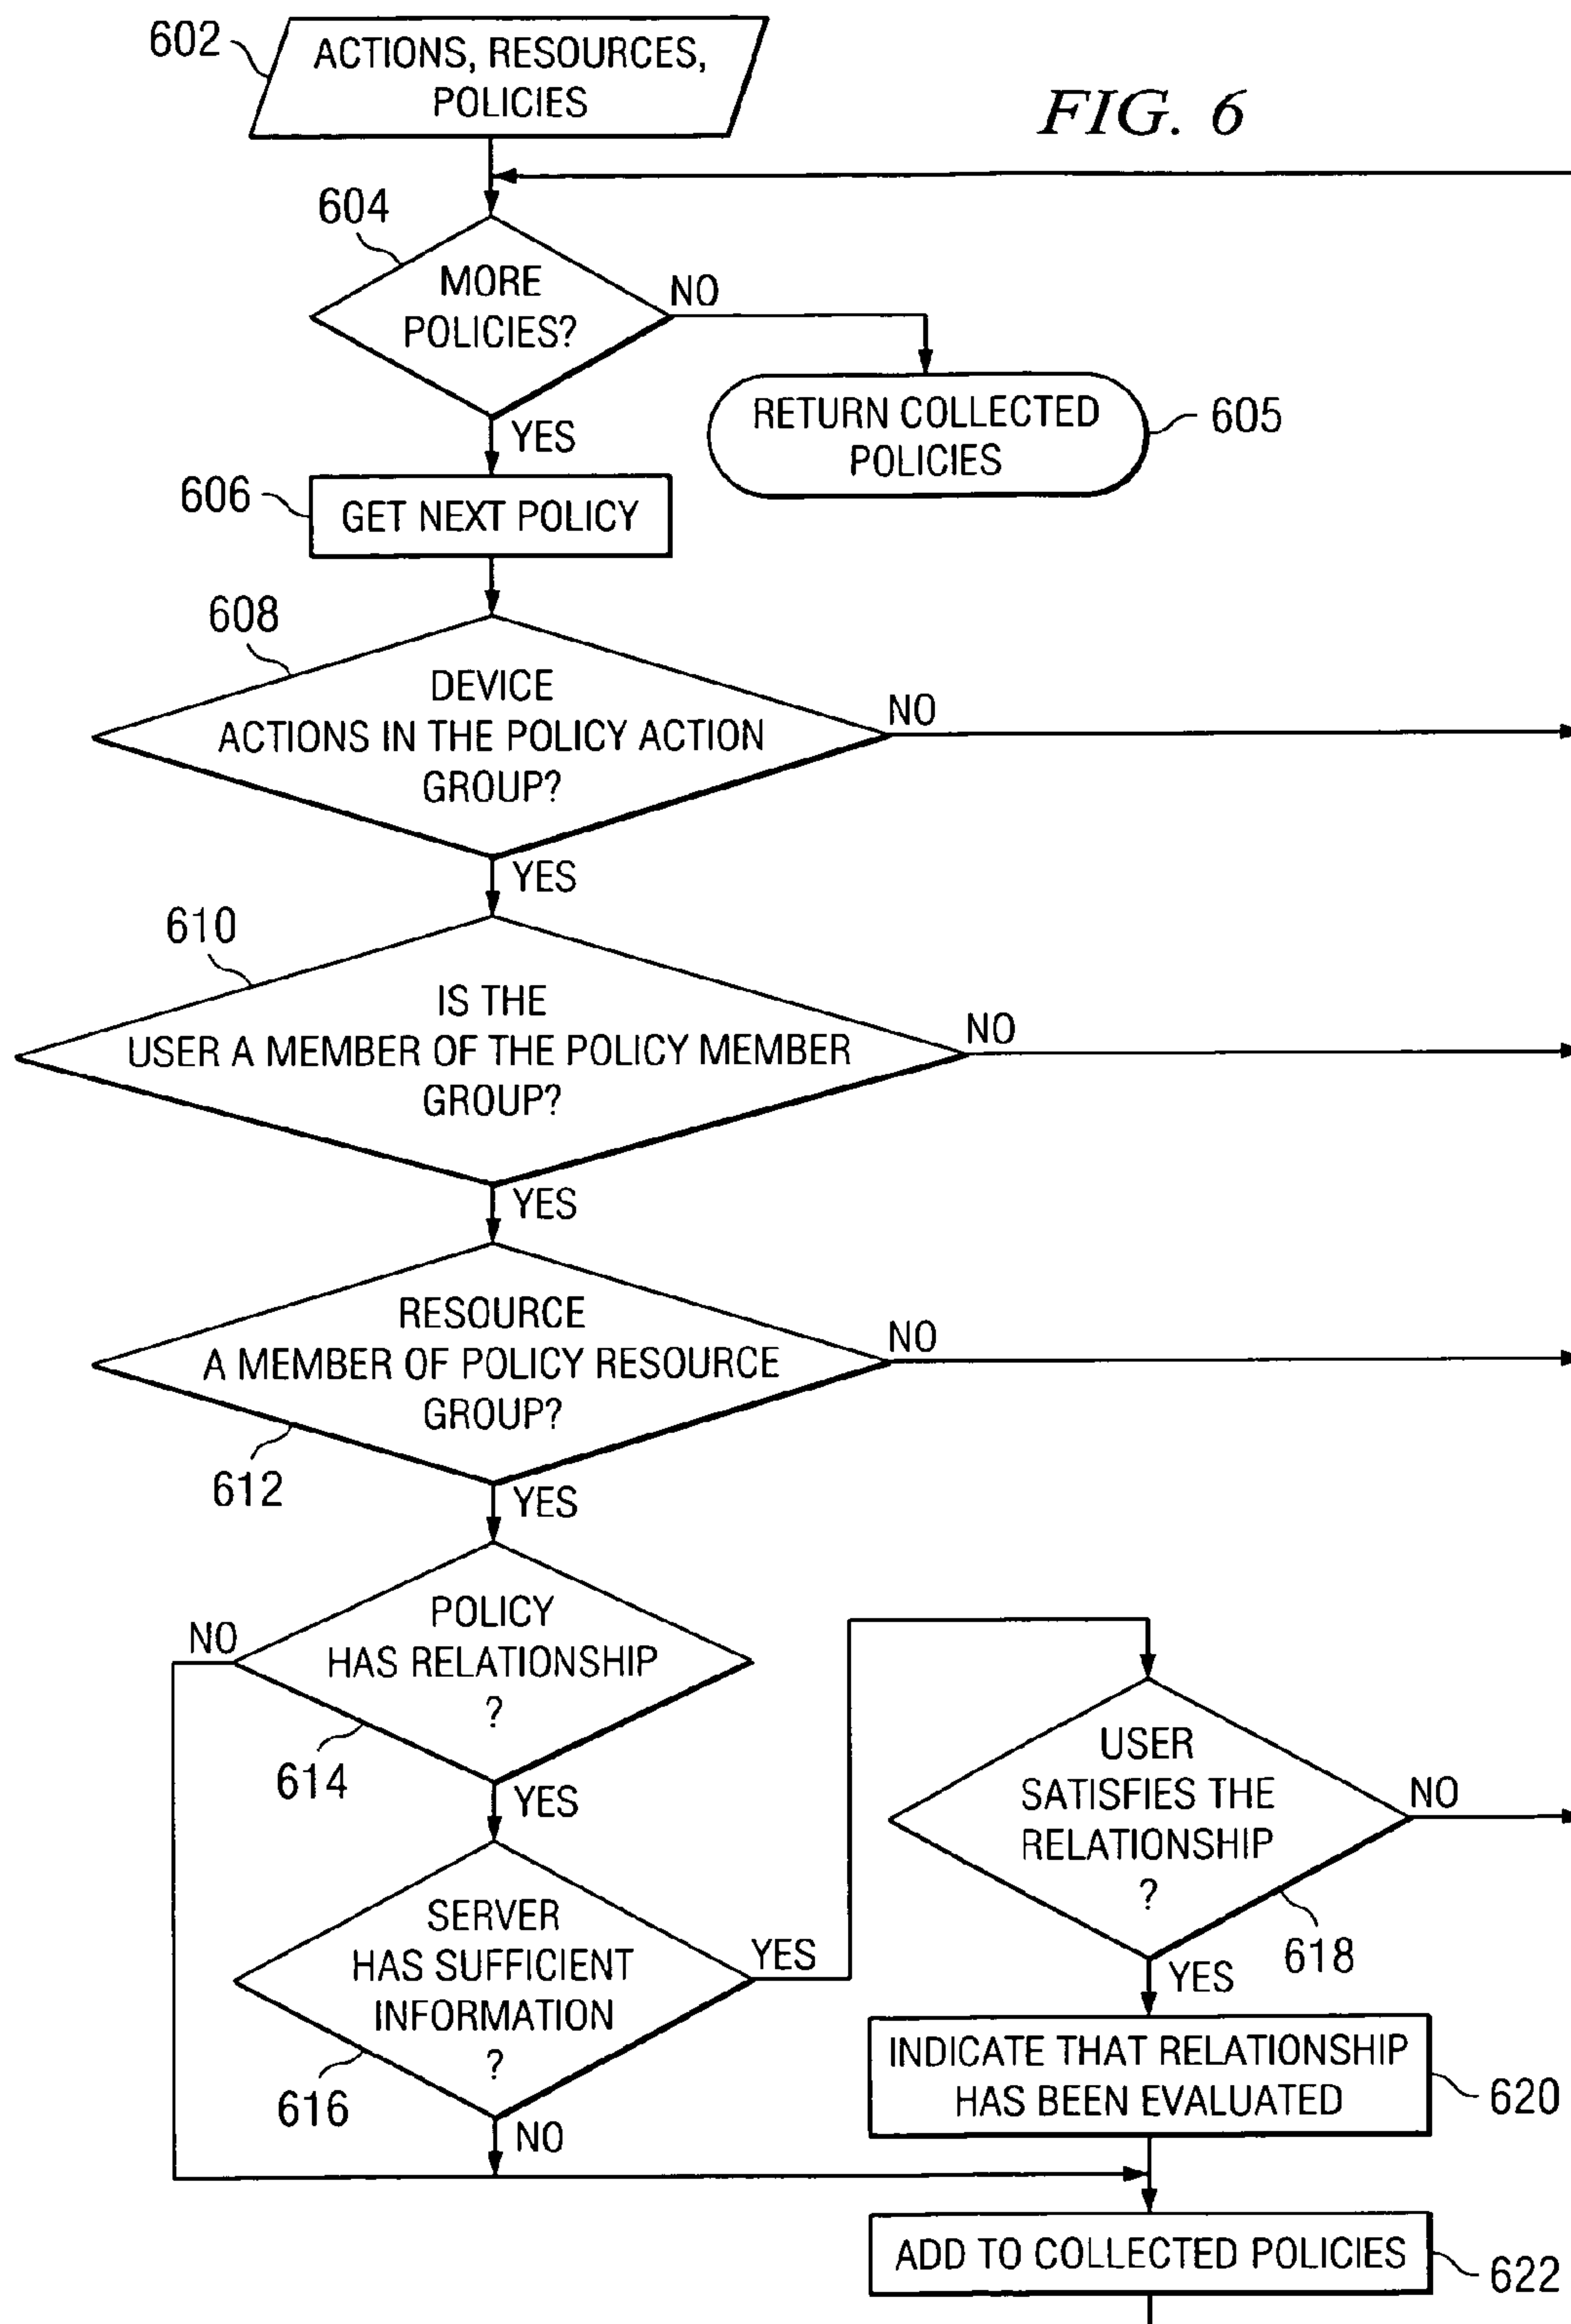 602
ACTIONS, RESOURCES,
POLICIES
FIG. 6
604
MORE
POLICIES?
NO
RETURN COLLECTED
POLICIES
605
YES
606
GET NEXT POLICY
608
DEVICE
ACTIONS IN THE POLICY ACTION
GROUP?
NO
YES
610
IS THE
USER A MEMBER OF THE POLICY MEMBER
GROUP?
NO
YES
RESOURCE
A MEMBER OF POLICY RESOURCE
GROUP?
NO
612
YES
POLICY
HAS RELATIONSHIP
?
NO
614
YES
USER
SATISFIES THE
RELATIONSHIP
?
NO
618
YES
SERVER
HAS SUFFICIENT
INFORMATION
?
YES
616
NO
INDICATE THAT RELATIONSHIP
HAS BEEN EVALUATED
620
ADD TO COLLECTED POLICIES
622